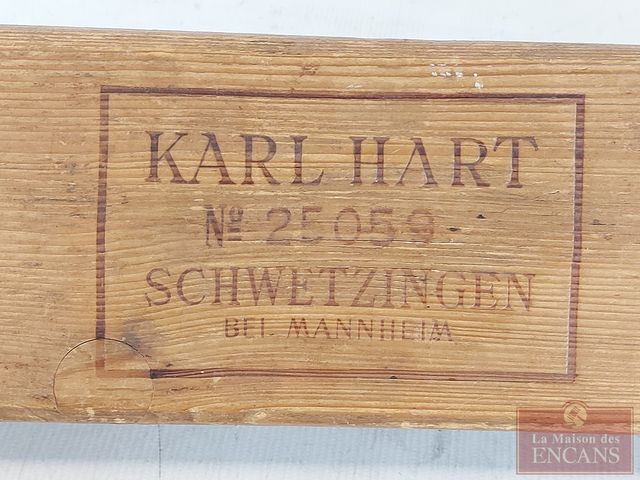 KARL HART
Nº 25059
SCHWETZINGEN
BEI MANNHEIM
La Maison des
ENCANS